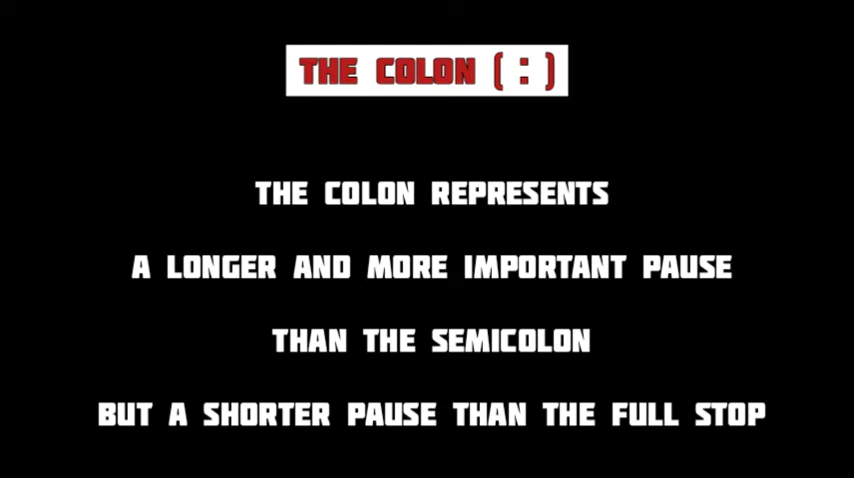 THE COLON ( : )
THE COLON REPRESENTS
A LONGER AND MORE IMPORTANT PAUSE
THAN THE SEMICOLON
BUT A SHORTER PAUSE THAN THE FULL STOP